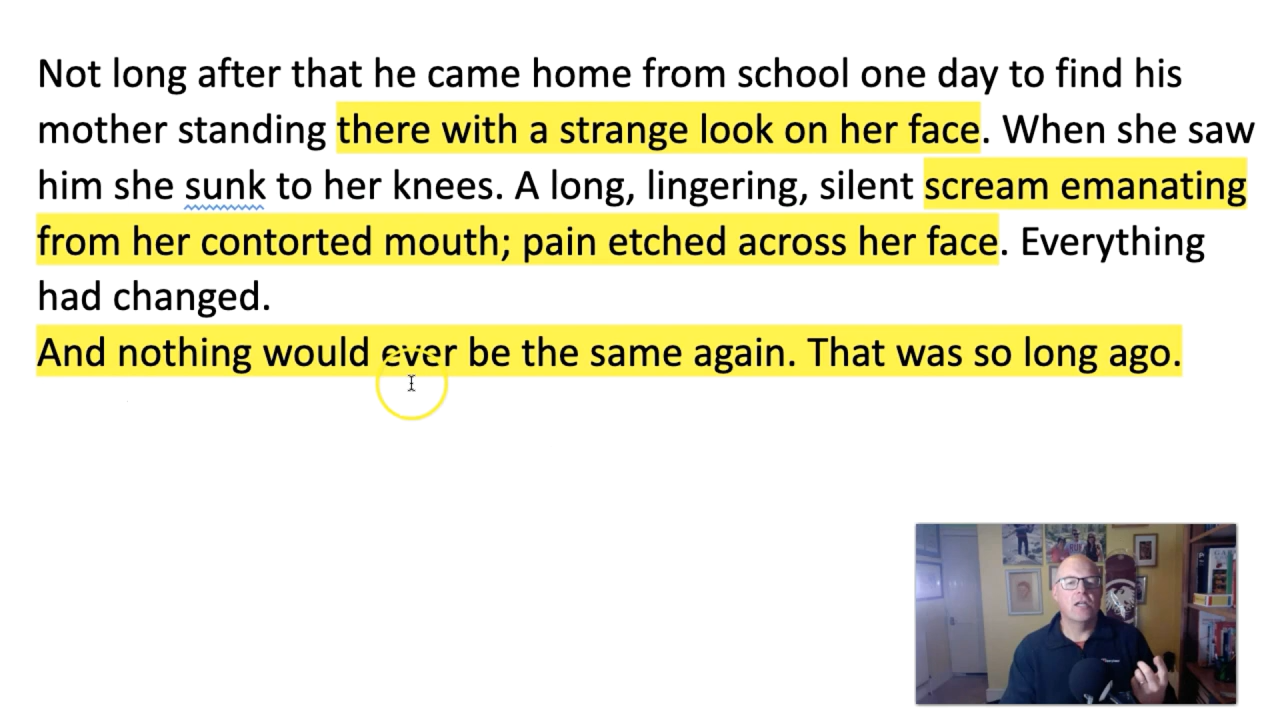 Not long after that he came home from school one day to find his
mother standing there with a strange look on her face. When she saw
him she sunk to her knees. A long, lingering, silent scream emanating
from her contorted mouth; pain etched across her face. Everything
had changed.
And nothing would ever be the same again. That was so long ago.